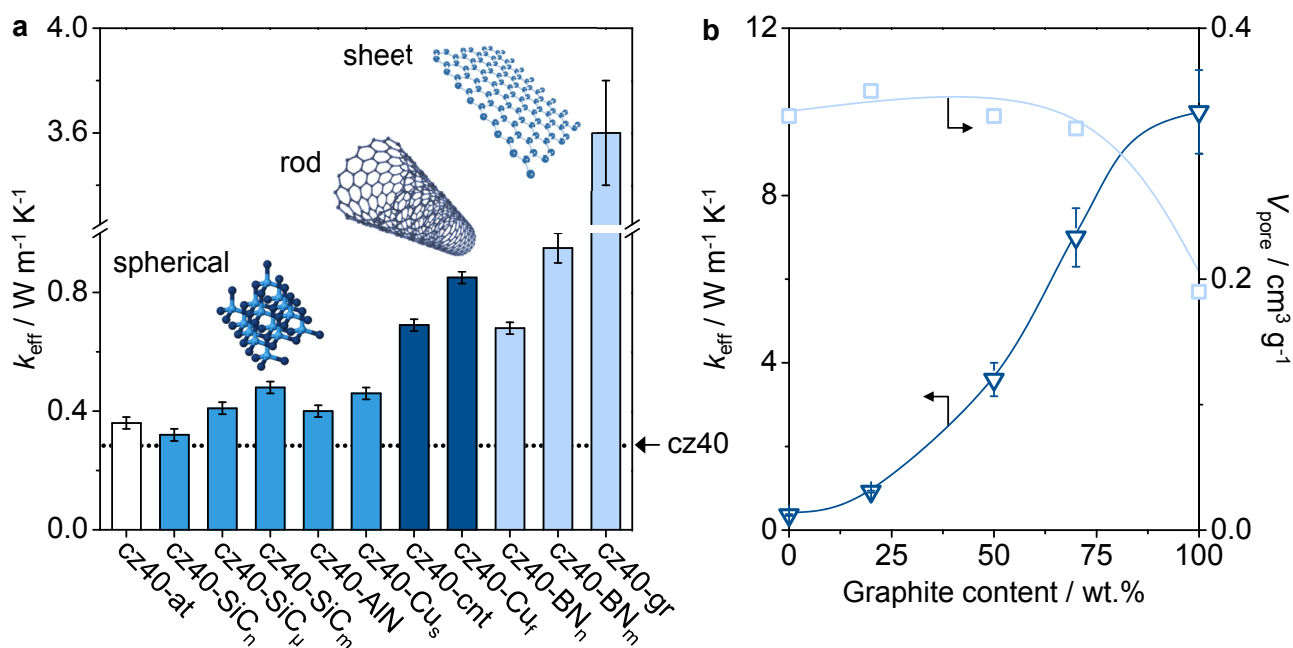 a
4.0
3.6
0.8
0.4
0.0
k_eff / W m⁻¹ K⁻¹
sheet
rod
spherical
cz40
cz40-at
cz40-SiC_n
cz40-SiC_μ
cz40-SiC_m
cz40-AlN
cz40-Cu_s
cz40-cnt
cz40-Cu_f
cz40-BN_n
cz40-BN_m
cz40-gr
b
12
8
4
0
k_eff / W m⁻¹ K⁻¹
0.4
0.2
0.0
V_pore / cm³ g⁻¹
0 25 50 75 100
Graphite content / wt.%